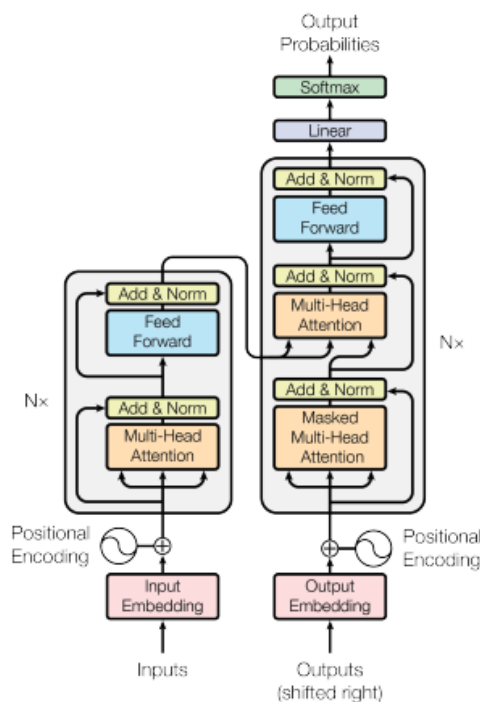 Output
Probabilities
Softmax
Linear
Add & Norm
Feed
Forward
Add & Norm
Multi-Head
Attention
Add & Norm
Masked
Multi-Head
Attention
N×
Add & Norm
Feed
Forward
Add & Norm
Multi-Head
Attention
N×
Positional
Encoding
Positional
Encoding
Input
Embedding
Output
Embedding
Inputs
Outputs
(shifted right)